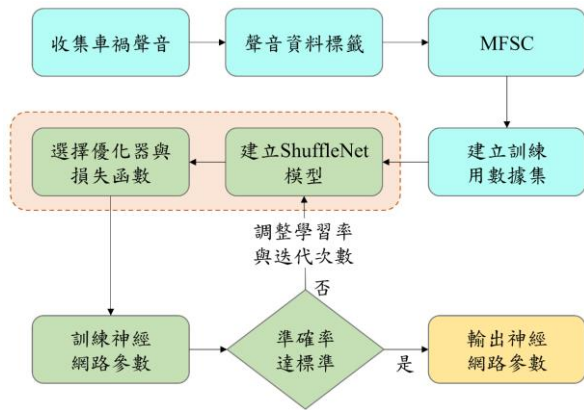 收集車禍聲音
聲音資料標籤
MFSC
選擇優化器與
損失函數
建立ShuffleNet
模型
建立訓練
用數據集
調整學習率
與迭代次數
否
訓練神經
網路參數
準確率
達標準
是
輸出神經
網路參數